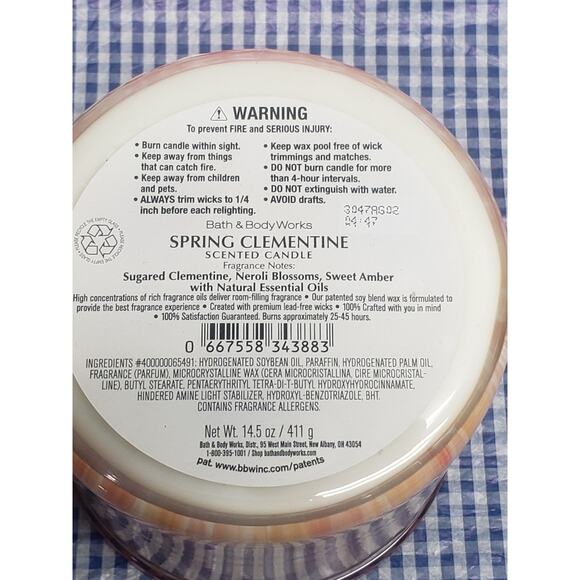 ⚠ WARNING
To prevent FIRE and SERIOUS INJURY:
• Burn candle within sight.
• Keep away from things
that can catch fire.
• Keep away from children
and pets.
• ALWAYS trim wicks to 1/4
inch before each relighting.
• Keep wax pool free of wick
trimmings and matches.
• DO NOT burn candle for more
than 4-hour intervals.
• DO NOT extinguish with water.
• AVOID drafts.
3047AG02
04:47
Bath & Body Works
SPRING CLEMENTINE
SCENTED CANDLE
Fragrance Notes:
Sugared Clementine, Neroli Blossoms, Sweet Amber
with Natural Essential Oils
High concentrations of rich fragrance oils deliver room-filling fragrance • Our patented soy blend wax is formulated to
provide the best fragrance experience • Created with premium lead-free wicks • 100% Crafted with you in mind
• 100% Satisfaction Guaranteed. Burns approximately 25-45 hours.
0 667558 343883
INGREDIENTS #400000065491: HYDROGENATED SOYBEAN OIL, PARAFFIN, HYDROGENATED PALM OIL,
FRAGRANCE (PARFUM), MICROCRYSTALLINE WAX (CERA MICROCRISTALLINA, CIRE MICROCRISTAL-
LINE), BUTYL STEARATE, PENTAERYTHRITYL TETRA-DI-T-BUTYL HYDROXYHYDROCINNAMATE,
HINDERED AMINE LIGHT STABILIZER, HYDROXYL-BENZOTRIAZOLE, BHT.
CONTAINS FRAGRANCE ALLERGENS.
Net Wt. 14.5 oz / 411 g
Bath & Body Works, Distr., 95 West Main Street, New Albany, OH 43054
1-800-395-1001 / Shop bathandbodyworks.com
pat. www.bbwinc.com/patents